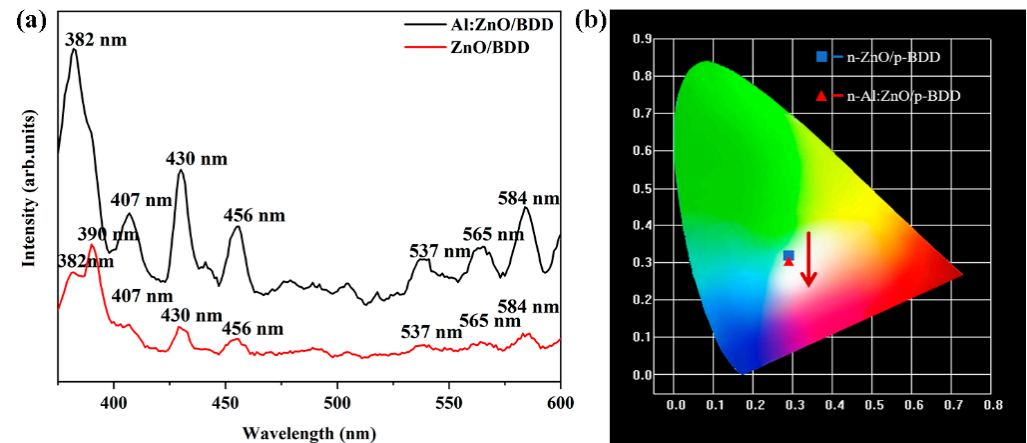 (a)
Al:ZnO/BDD
ZnO/BDD
382 nm
407 nm
430 nm
456 nm
537 nm
565 nm
584 nm
390 nm
382nm
407 nm
430 nm
456 nm
537 nm
565 nm
584 nm
Intensity (arb.units)
400 450 500 550 600
Wavelength (nm)
(b)
n-ZnO/p-BDD
n-Al:ZnO/p-BDD
0.9
0.8
0.7
0.6
0.5
0.4
0.3
0.2
0.1
0.0
0.0 0.1 0.2 0.3 0.4 0.5 0.6 0.7 0.8